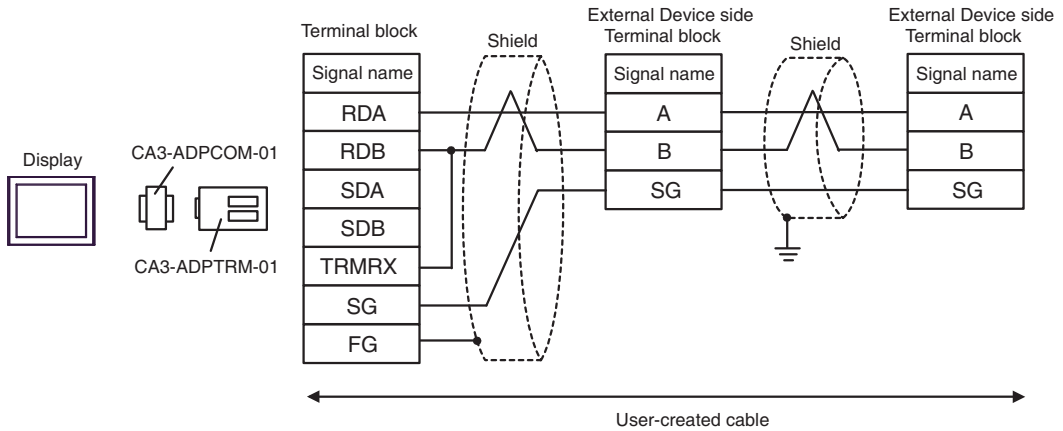 Display
CA3-ADPCOM-01
CA3-ADPTRM-01
Terminal block
Signal name
RDA
RDB
SDA
SDB
TRMRX
SG
FG
Shield
External Device side
Terminal block
Signal name
A
B
SG
Shield
External Device side
Terminal block
Signal name
A
B
SG
User-created cable